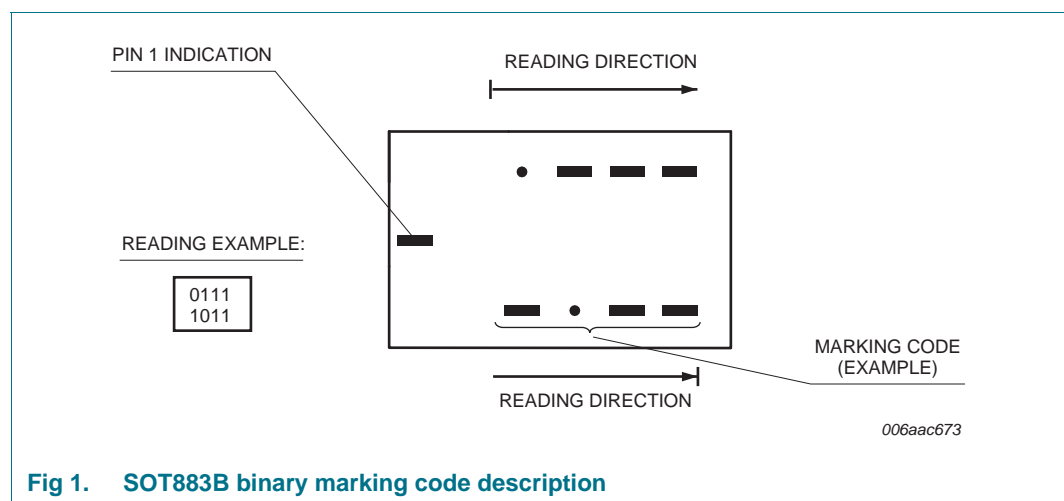 PIN 1 INDICATION
READING DIRECTION
READING EXAMPLE:
0111
1011
MARKING CODE
(EXAMPLE)
READING DIRECTION
006aac673
Fig 1. SOT883B binary marking code description